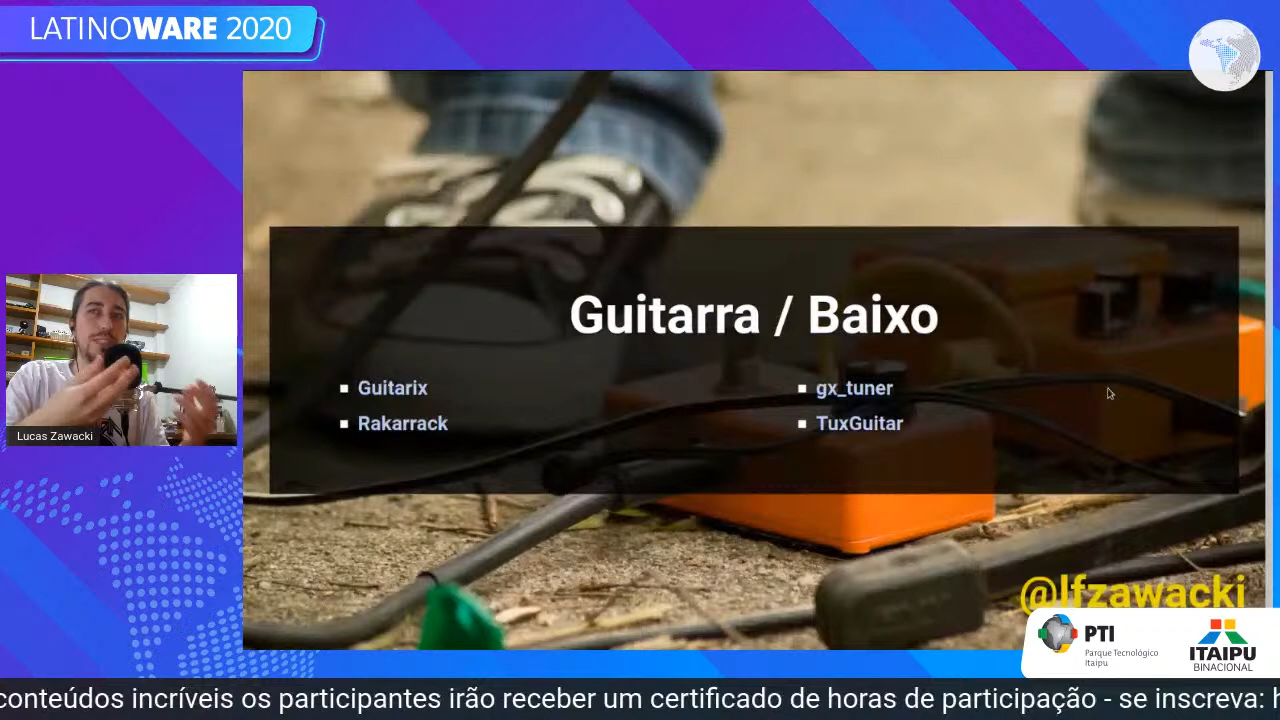 LATINOWARE 2020
Guitarra / Baixo
Guitarix
Rakarrack
gx_tuner
TuxGuitar
Lucas Zawacki
@lfzawacki
PTI
Parque Tecnológico
Itaipu
ITAIPU
BINACIONAL
conteúdos incríveis os participantes irão receber um certificado de horas de participação - se inscreva: